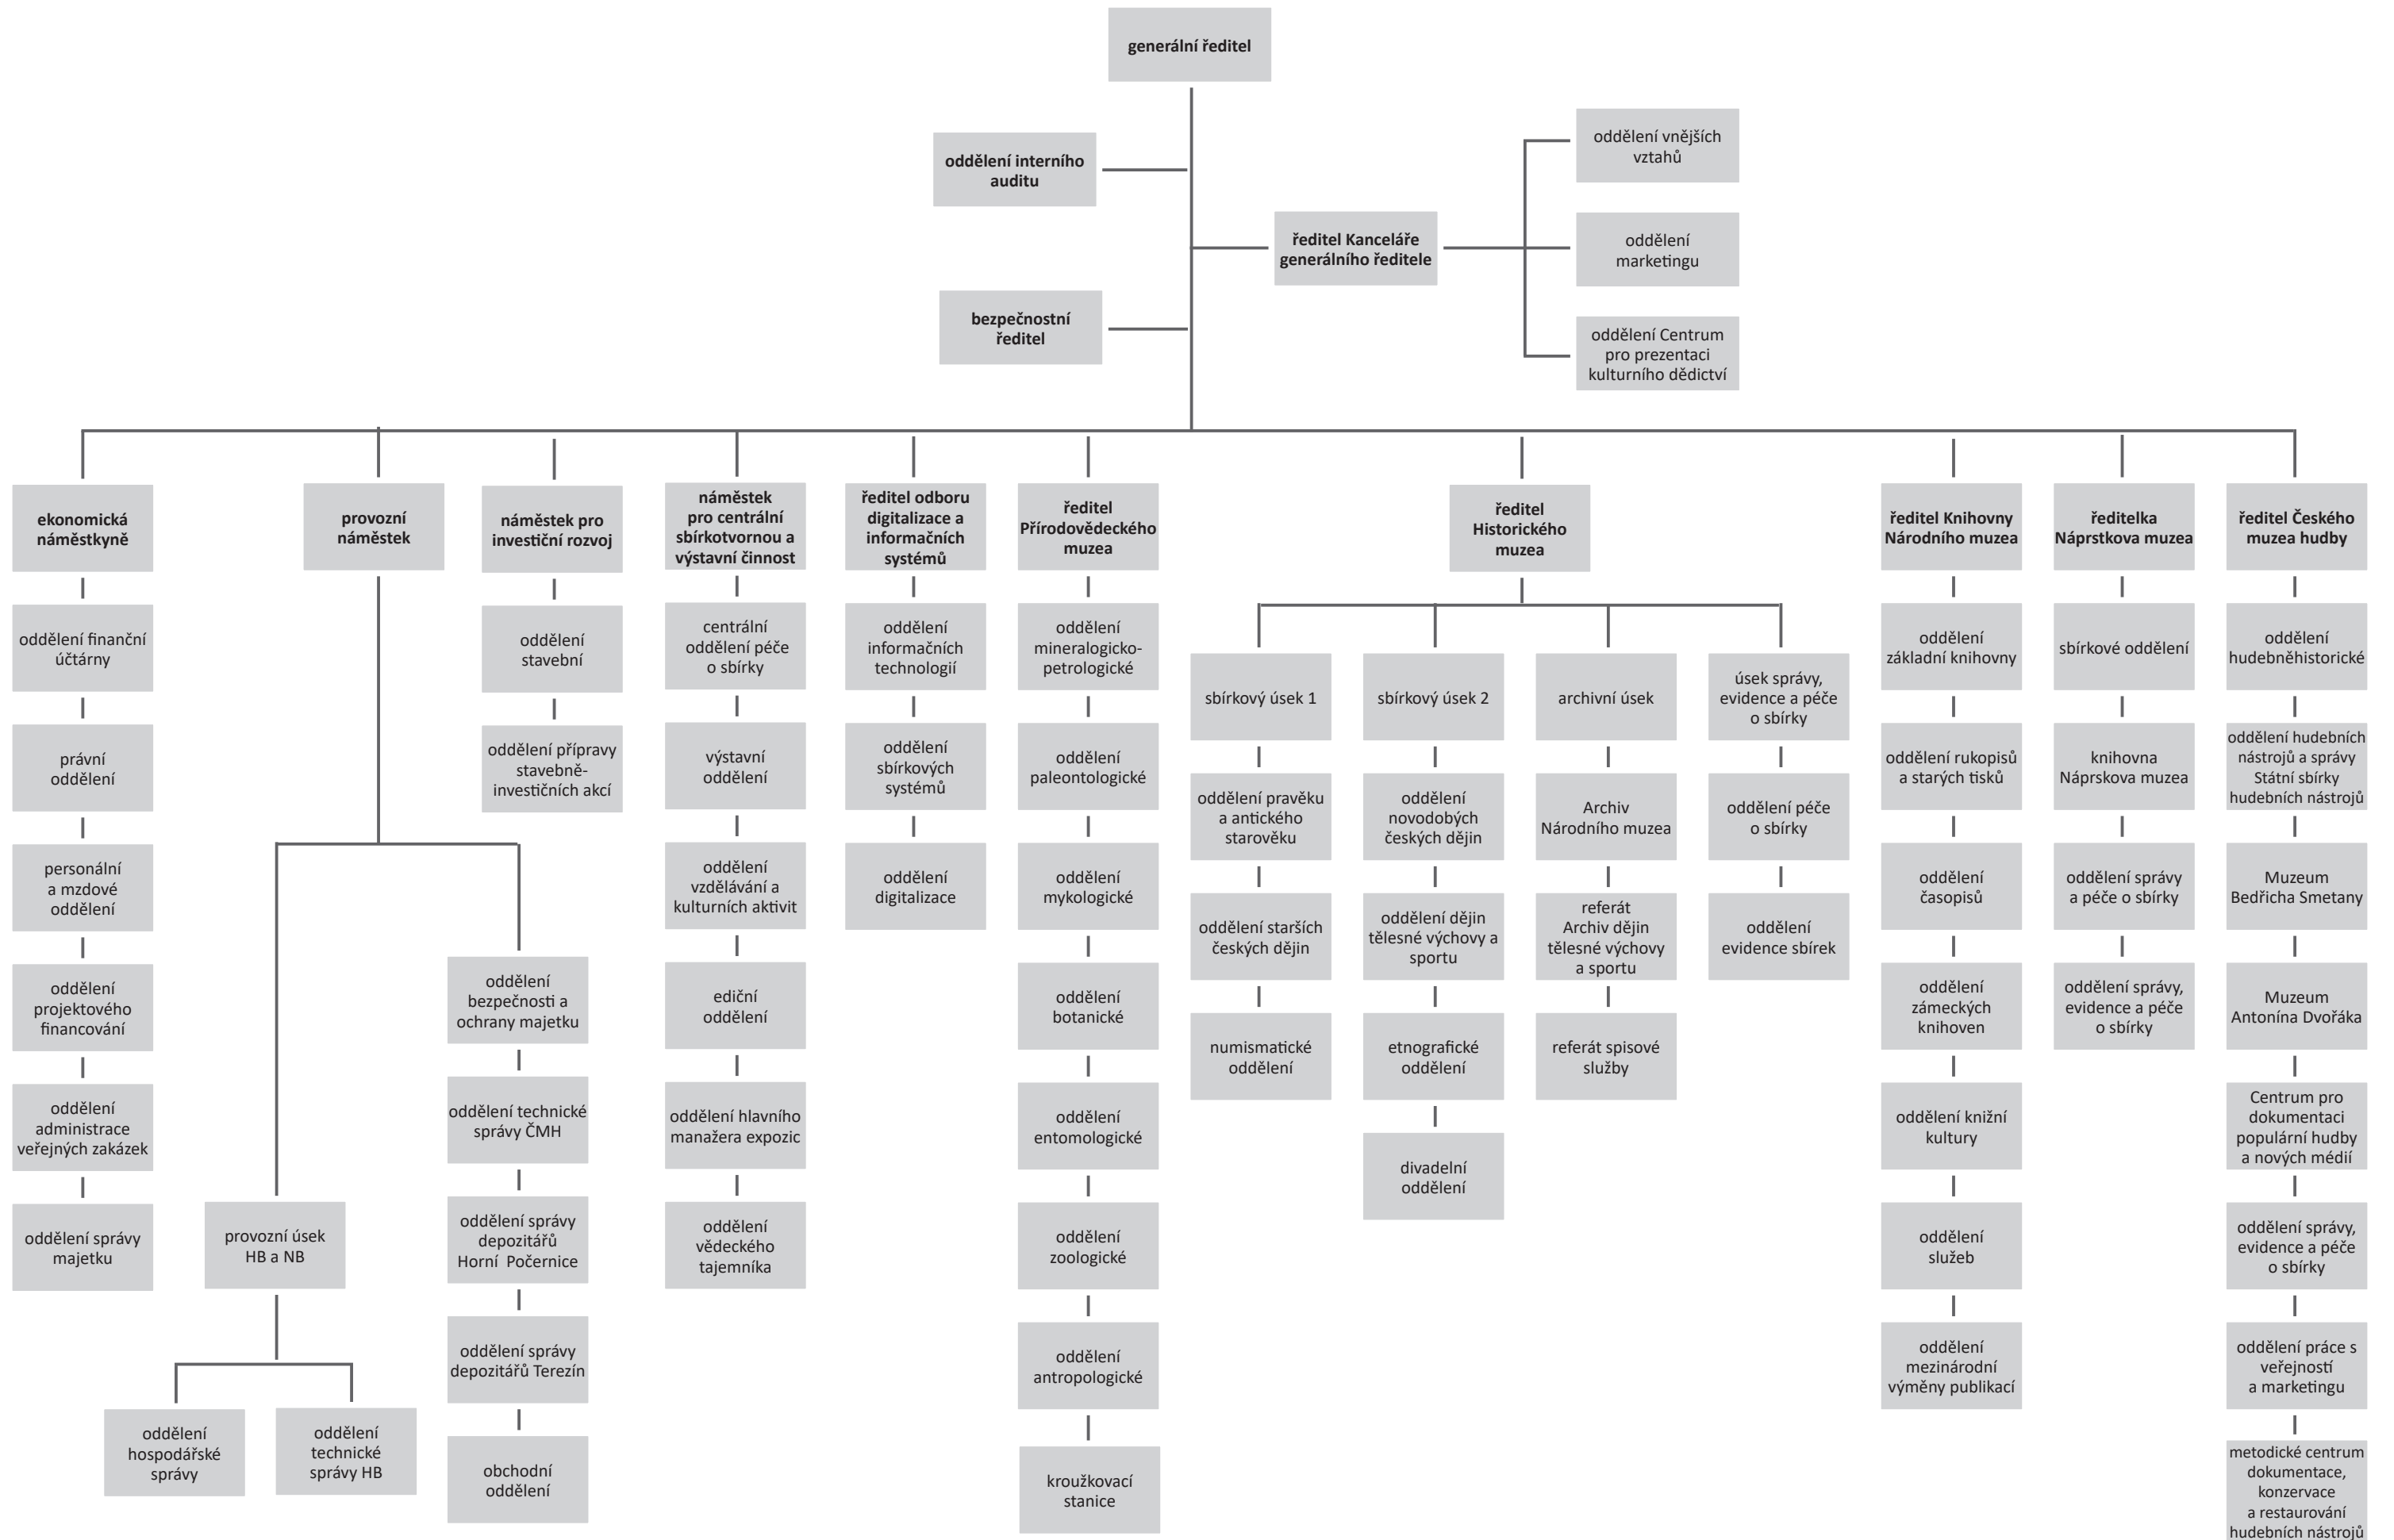 generální ředitel
oddělení interního
auditu
ředitel Kanceláře
generálního ředitele
bezpečnostní
ředitel
oddělení vnějších
vztahů
oddělení
marketingu
oddělení Centrum
pro prezentaci
kulturního dědictví
ekonomická
náměstkyně
oddělení finanční
účtárny
právní
oddělení
personální
a mzdové
oddělení
oddělení
projektového
financování
oddělení
administrace
veřejných zakázek
oddělení správy
majetku
provozní
náměstek
provozní úsek
HB a NB
oddělení
hospodářské
správy
oddělení
technické
správy HB
oddělení
bezpečnosti a
ochrany majetku
oddělení technické
správy ČMH
oddělení správy
depozitářů
Horní Počernice
oddělení správy
depozitářů Terezín
obchodní
oddělení
náměstek pro
investiční rozvoj
oddělení
stavební
oddělení přípravy
stavebně-
investičních akcí
náměstek
pro centrální
sbírkotvornou a
výstavní činnost
centrální
oddělení péče
o sbírky
výstavní
oddělení
oddělení
vzdělávání a
kulturních aktivit
ediční
oddělení
oddělení hlavního
manažera expozic
oddělení
vědeckého
tajemníka
ředitel odboru
digitalizace a
informačních
systémů
oddělení
informačních
technologií
oddělení
sbírkových
systémů
oddělení
digitalizace
ředitel
Přírodovědeckého
muzea
oddělení
mineralogicko-
petrologické
oddělení
paleontologické
oddělení
mykologické
oddělení
botanické
oddělení
entomologické
oddělení
zoologické
oddělení
antropologické
kroužkovací
stanice
ředitel
Historického
muzea
sbírkový úsek 1
oddělení pravěku
a antického
starověku
oddělení starších
českých dějin
numismatické
oddělení
sbírkový úsek 2
oddělení
novodobých
českých dějin
oddělení dějin
tělesné výchovy a
sportu
etnografické
oddělení
divadelní
oddělení
archivní úsek
Archiv
Národního muzea
referát
Archiv dějin
tělesné výchovy
a sportu
referát spisové
služby
úsek správy,
evidence a péče
o sbírky
oddělení péče
o sbírky
oddělení
evidence sbírek
ředitel Knihovny
Národního muzea
oddělení
základní knihovny
oddělení rukopisů
a starých tisků
oddělení
časopisů
oddělení
zámeckých
knihoven
oddělení knižní
kultury
oddělení
služeb
oddělení
mezinárodní
výměny publikací
ředitelka
Náprstkova muzea
sbírkové oddělení
knihovna
Náprskova muzea
oddělení správy
a péče o sbírky
oddělení správy,
evidence a péče
o sbírky
ředitel Českého
muzea hudby
oddělení
hudebněhistorické
oddělení hudebních
nástrojů a správy
Státní sbírky
hudebních nástrojů
Muzeum
Bedřicha Smetany
Muzeum
Antonína Dvořáka
Centrum pro
dokumentaci
populární hudby
a nových médií
oddělení správy,
evidence a péče
o sbírky
oddělení práce s
veřejností
a marketingu
metodické centrum
dokumentace,
konzervace
a restaurování
hudebních nástrojů